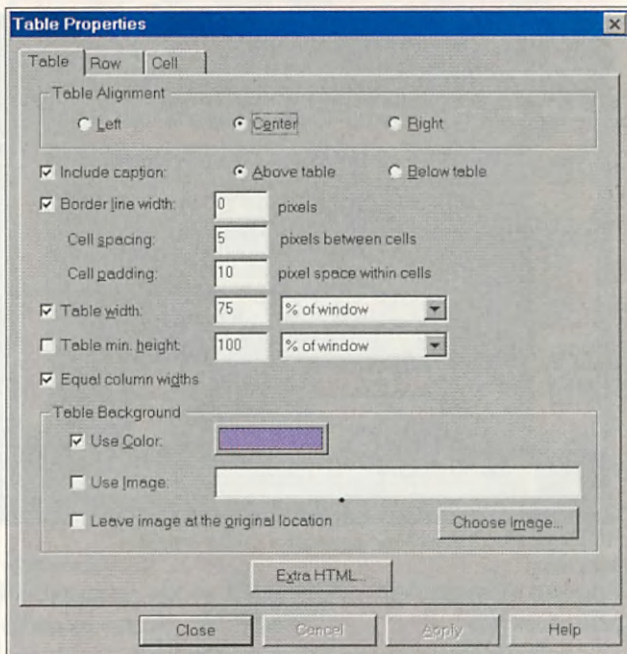 Table Properties
Table Row Cell
Table Alignment
Left Center Right
Include caption: Above table Below table
Border line width: 0 pixels
Cell spacing: 5 pixels between cells
Cell padding: 10 pixel space within cells
Table width: 75 % of window
Table min. height: 100 % of window
Equal column widths
Table Background
Use Color:
Use Image:
Leave image at the original location Choose Image...
Extra HTML...
Close Cancel Apply Help